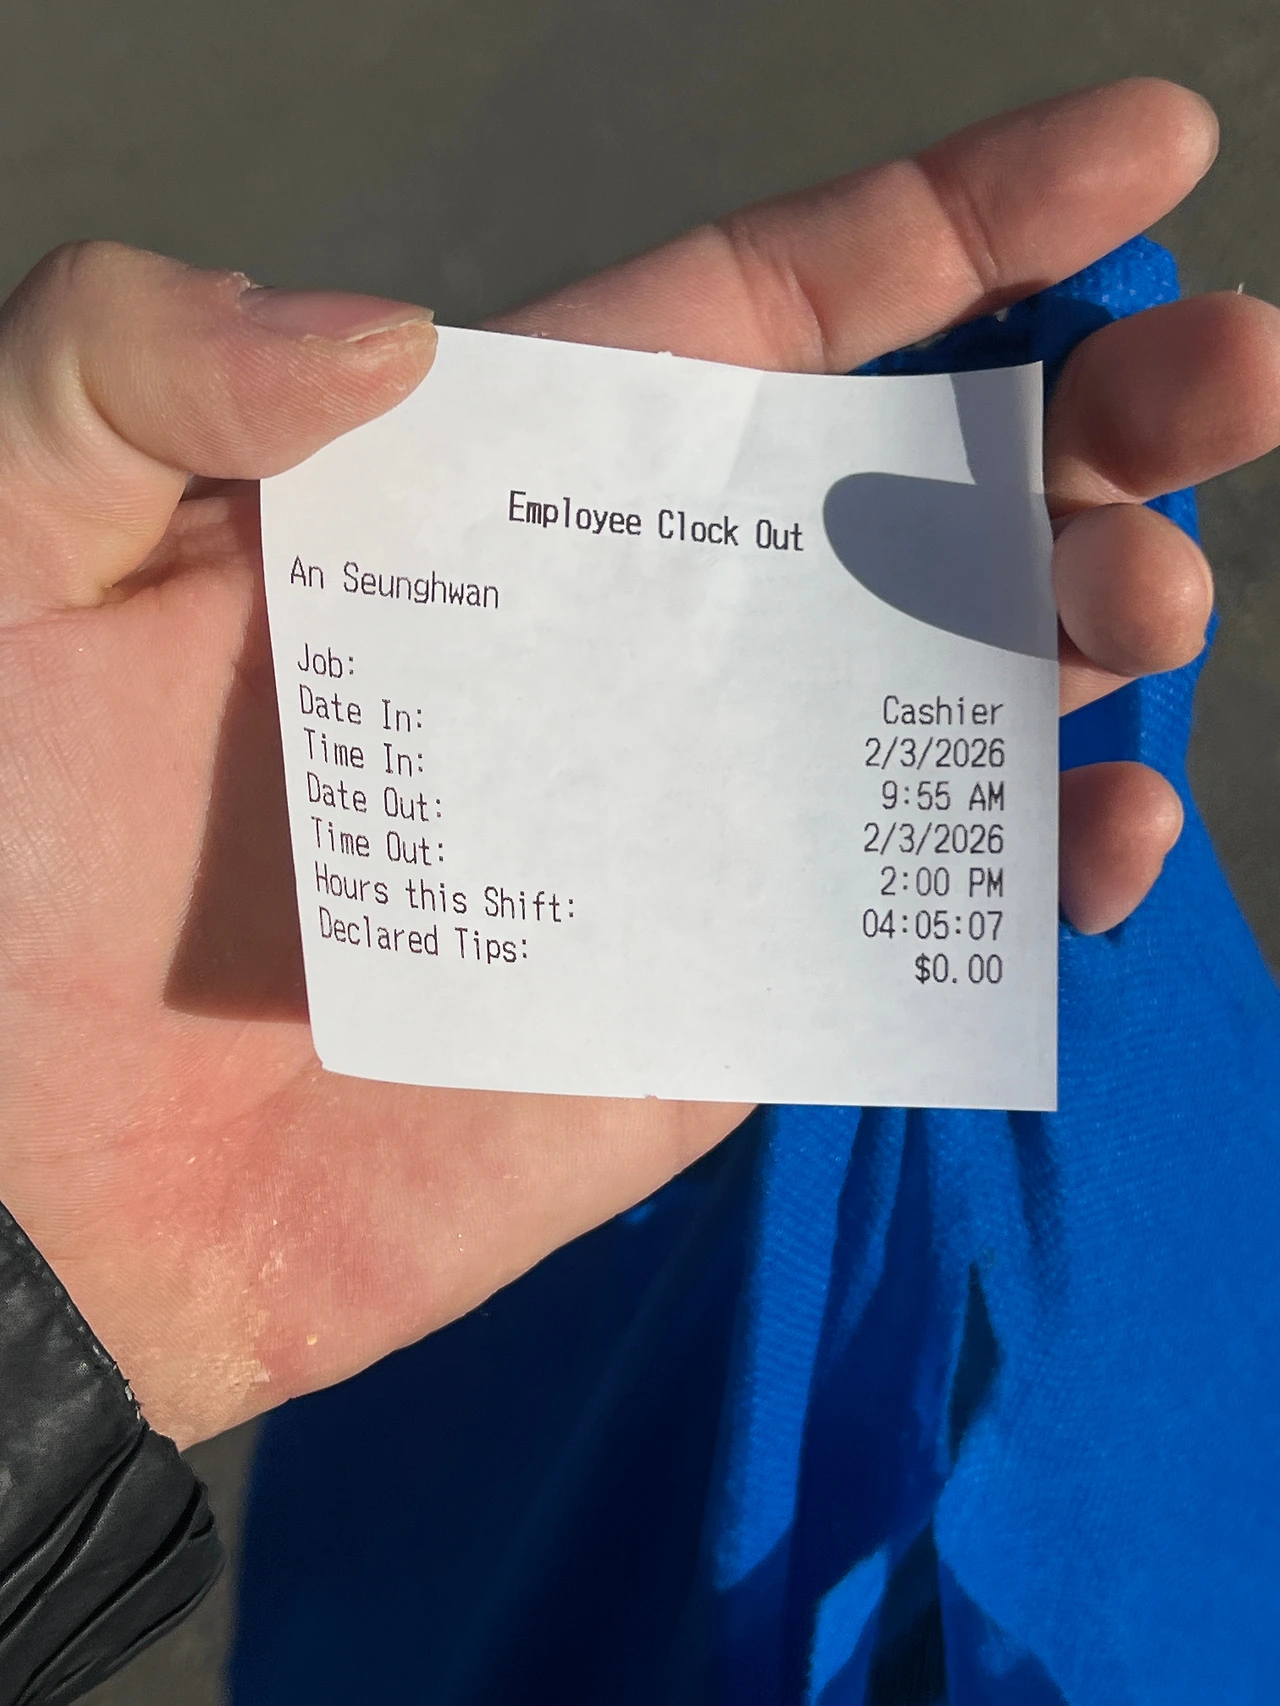 Employee Clock Out
An Seunghwan
Job: Cashier
Date In: 2/3/2026
Time In: 9:55 AM
Date Out: 2/3/2026
Time Out: 2:00 PM
Hours this Shift: 04:05:07
Declared Tips: $0.00